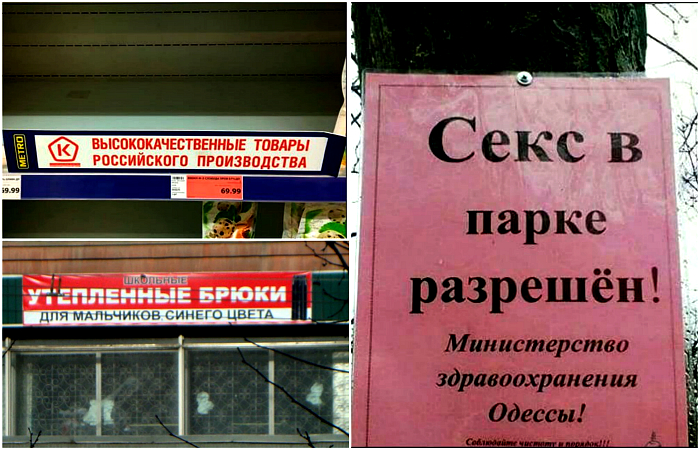 METRO
К
ВЫСОКОКАЧЕСТВЕННЫЕ ТОВАРЫ
РОССИЙСКОГО ПРОИЗВОДСТВА
69.99
69.99
ШКОЛЬНЫЕ
УТЕПЛЕННЫЕ БРЮКИ
ДЛЯ МАЛЬЧИКОВ СИНЕГО ЦВЕТА
Секс в
парке
разрешён!
Министерство
здравоохранения
Одессы!
Соблюдайте чистоту и порядок!!!